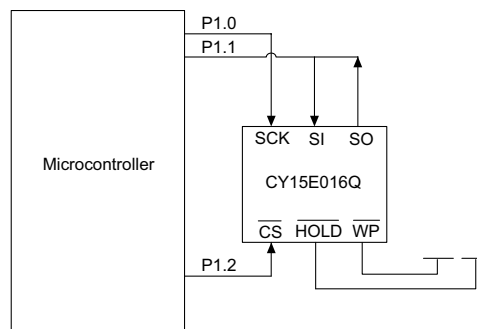 P1.0
P1.1
SCK SI SO
Microcontroller
CY15E016Q
CS HOLD WP
P1.2